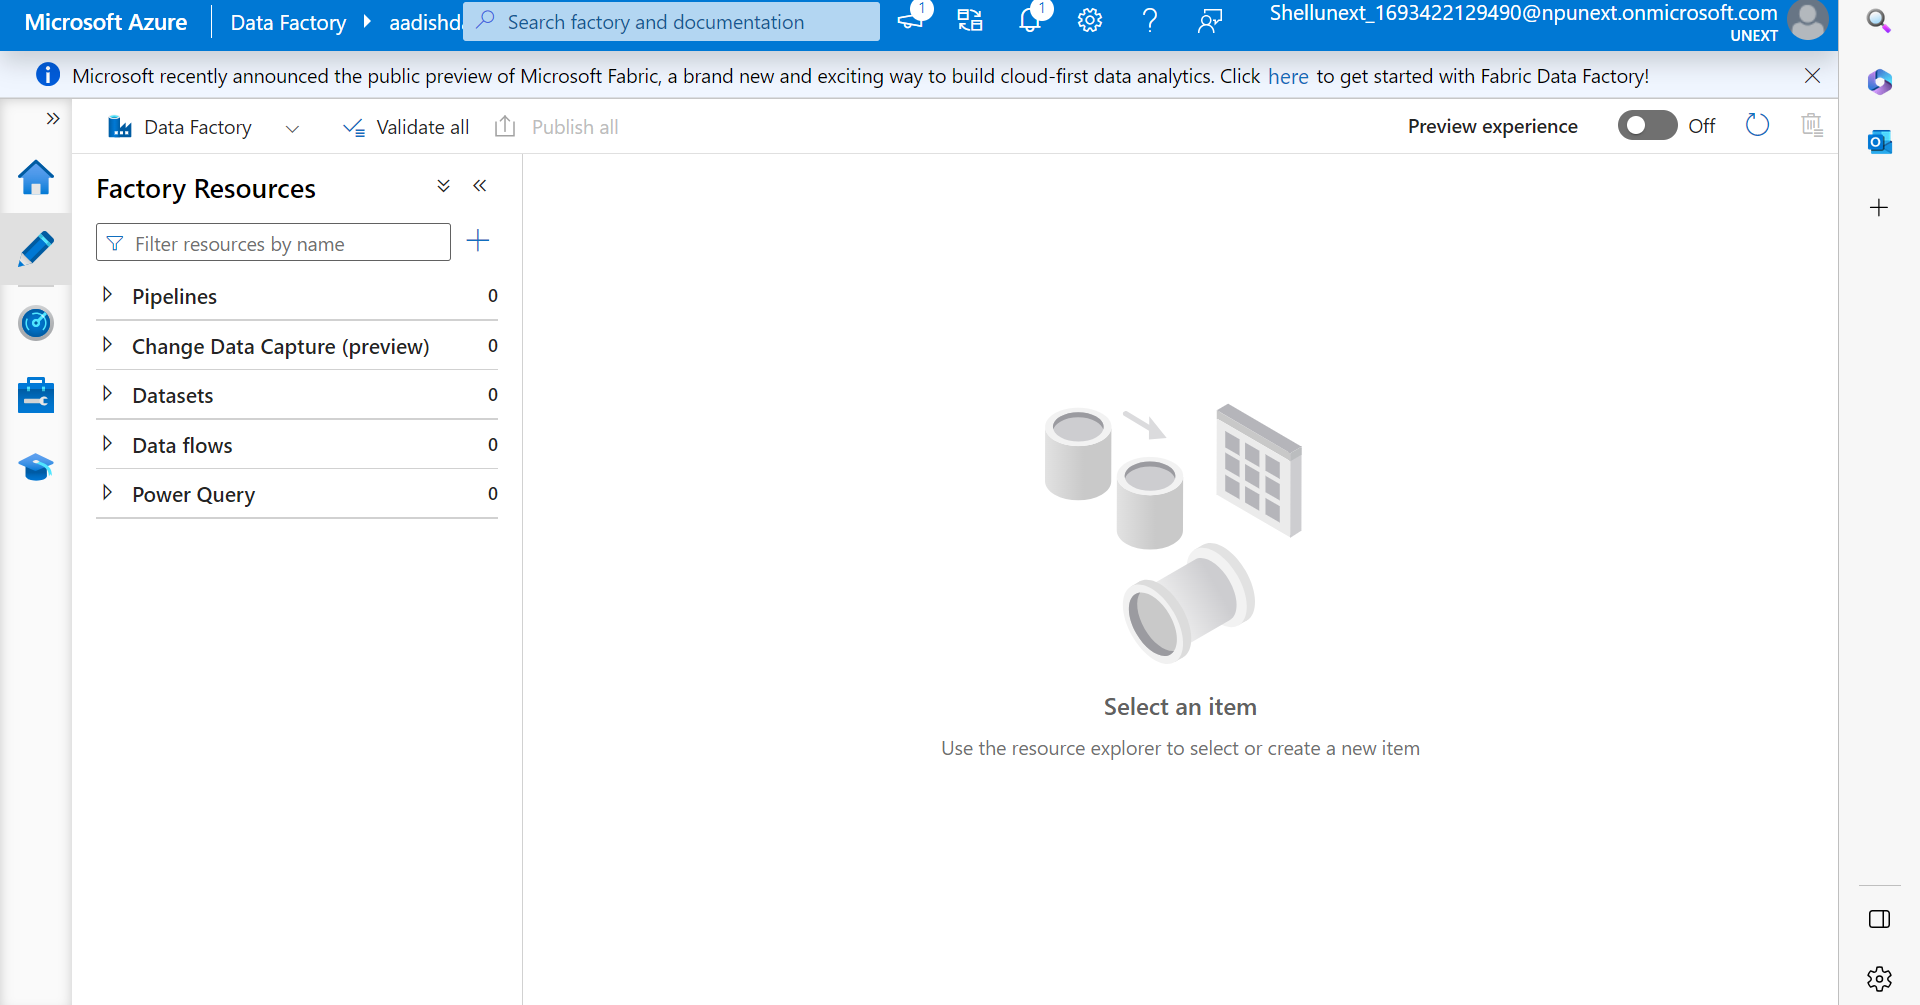 Microsoft Azure
Data Factory
aadishd
Search factory and documentation
1
1
Shellunext_1693422129490@npunext.onmicrosoft.com
UNEXT
Microsoft recently announced the public preview of Microsoft Fabric, a brand new and exciting way to build cloud-first data analytics. Click here to get started with Fabric Data Factory!
Data Factory
Validate all
Publish all
Preview experience
Off
Factory Resources
Filter resources by name
Pipelines 0
Change Data Capture (preview) 0
Datasets 0
Data flows 0
Power Query 0
Select an item
Use the resource explorer to select or create a new item